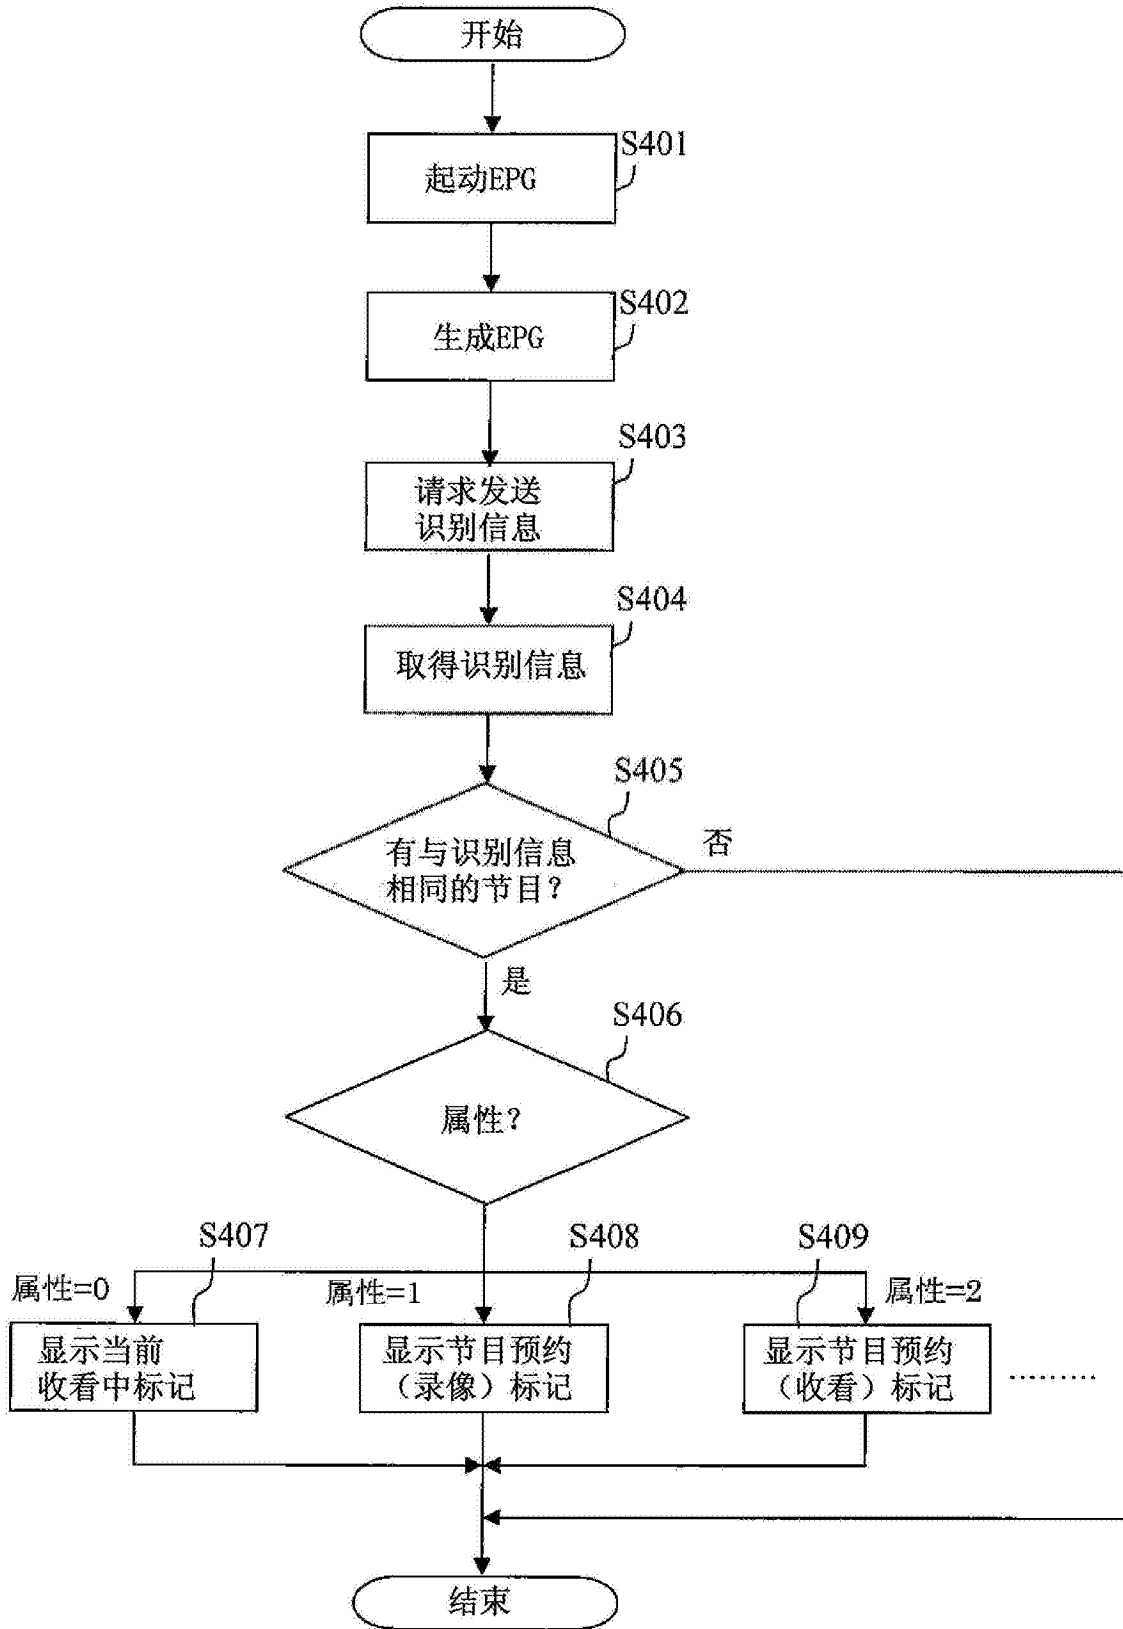 开始
S401
起动EPG
S402
生成EPG
S403
请求发送
识别信息
S404
取得识别信息
S405
有与识别信息
相同的节目？
否
是
S406
属性？
S407
S408
S409
属性=0
属性=1
属性=2
显示当前
收看中标记
显示节目预约
（录像）标记
显示节目预约
（收看）标记
………
结束